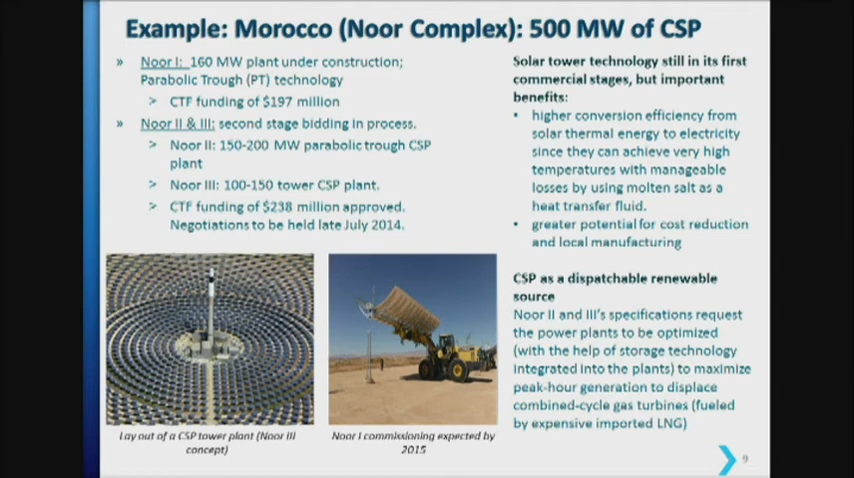 Example: Morocco (Noor Complex): 500 MW of CSP
» Noor I: 160 MW plant under construction;
Parabolic Trough (PT) technology
> CTF funding of $197 million
» Noor II & III: second stage bidding in process.
> Noor II: 150-200 MW parabolic trough CSP
plant
> Noor III: 100-150 tower CSP plant.
> CTF funding of $238 million approved.
Negotiations to be held late July 2014.
Lay out of a CSP tower plant (Noor III
concept)
Noor I commissioning expected by
2015
Solar tower technology still in its first
commercial stages, but important
benefits:
• higher conversion efficiency from
solar thermal energy to electricity
since they can achieve very high
temperatures with manageable
losses by using molten salt as a
heat transfer fluid.
• greater potential for cost reduction
and local manufacturing
CSP as a dispatchable renewable
source
Noor II and III's specifications request
the power plants to be optimized
(with the help of storage technology
integrated into the plants) to maximize
peak-hour generation to displace
combined-cycle gas turbines (fueled
by expensive imported LNG)
9